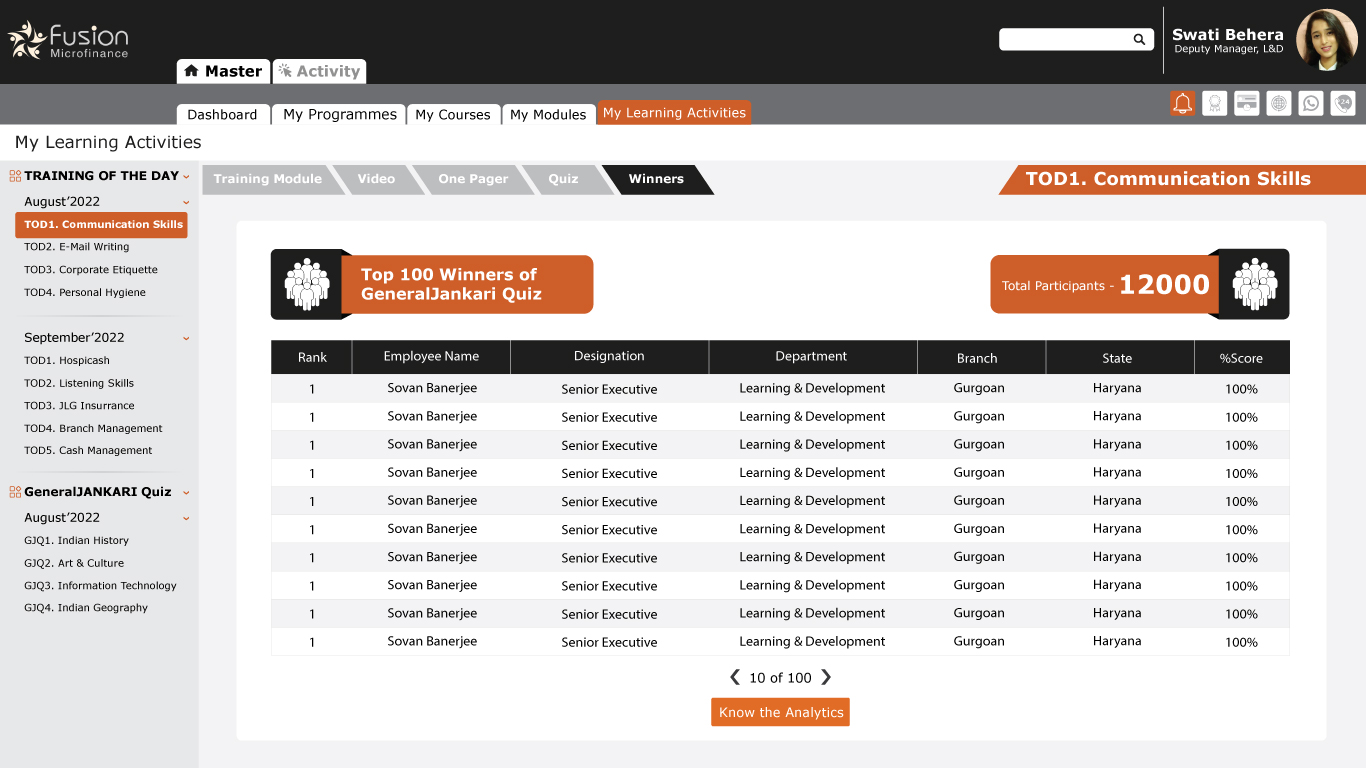 Fusion
Microfinance
Swati Behera
Deputy Manager, L&D
Master
Activity
24
Dashboard
My Programmes
My Courses
My Modules
My Learning Activities
My Learning Activities
TRAINING OF THE DAY
August'2022
TOD1. Communication Skills
TOD2. E-Mail Writing
TOD3. Corporate Etiquette
TOD4. Personal Hygiene
September'2022
TOD1. Hospicash
TOD2. Listening Skills
TOD3. JLG Insurrance
TOD4. Branch Management
TOD5. Cash Management
GeneralJANKARI Quiz
August'2022
GJQ1. Indian History
GJQ2. Art & Culture
GJQ3. Information Technology
GJQ4. Indian Geography
Training Module
Video
One Pager
Quiz
Winners
TOD1. Communication Skills
Top 100 Winners of
GeneralJankari Quiz
Total Participants - 12000
Rank Employee Name Designation Department Branch State %Score
1 Sovan Banerjee Senior Executive Learning & Development Gurgoan Haryana 100%
1 Sovan Banerjee Senior Executive Learning & Development Gurgoan Haryana 100%
1 Sovan Banerjee Senior Executive Learning & Development Gurgoan Haryana 100%
1 Sovan Banerjee Senior Executive Learning & Development Gurgoan Haryana 100%
1 Sovan Banerjee Senior Executive Learning & Development Gurgoan Haryana 100%
1 Sovan Banerjee Senior Executive Learning & Development Gurgoan Haryana 100%
1 Sovan Banerjee Senior Executive Learning & Development Gurgoan Haryana 100%
1 Sovan Banerjee Senior Executive Learning & Development Gurgoan Haryana 100%
1 Sovan Banerjee Senior Executive Learning & Development Gurgoan Haryana 100%
1 Sovan Banerjee Senior Executive Learning & Development Gurgoan Haryana 100%
10 of 100
Know the Analytics